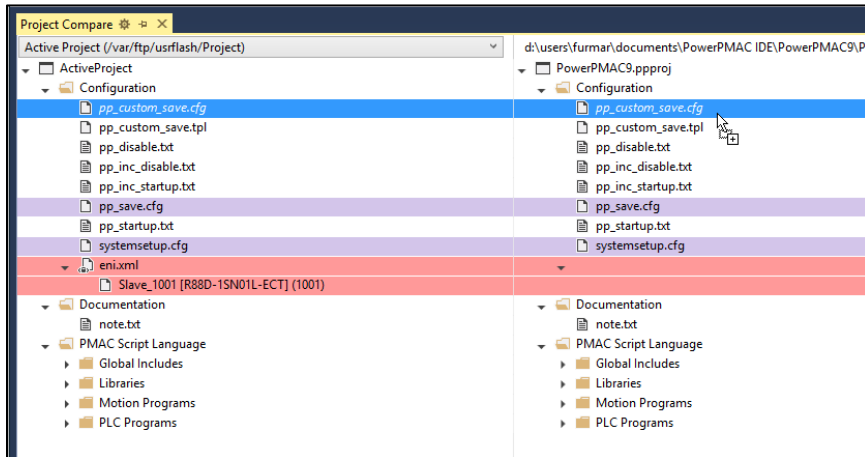 Project Compare
Active Project (/var/ftp/usrflash/Project)
ActiveProject
Configuration
pp_custom_save.cfg
pp_custom_save.tpl
pp_disable.txt
pp_inc_disable.txt
pp_inc_startup.txt
pp_save.cfg
pp_startup.txt
systemsetup.cfg
eni.xml
Slave_1001 [R88D-1SN01L-ECT] (1001)
Documentation
note.txt
PMAC Script Language
Global Includes
Libraries
Motion Programs
PLC Programs
d:\users\furmar\documents\PowerPMAC IDE\PowerPMAC9\P
PowerPMAC9.ppproj
Configuration
pp_custom_save.cfg
pp_custom_save.tpl
pp_disable.txt
pp_inc_disable.txt
pp_inc_startup.txt
pp_save.cfg
pp_startup.txt
systemsetup.cfg
Documentation
note.txt
PMAC Script Language
Global Includes
Libraries
Motion Programs
PLC Programs